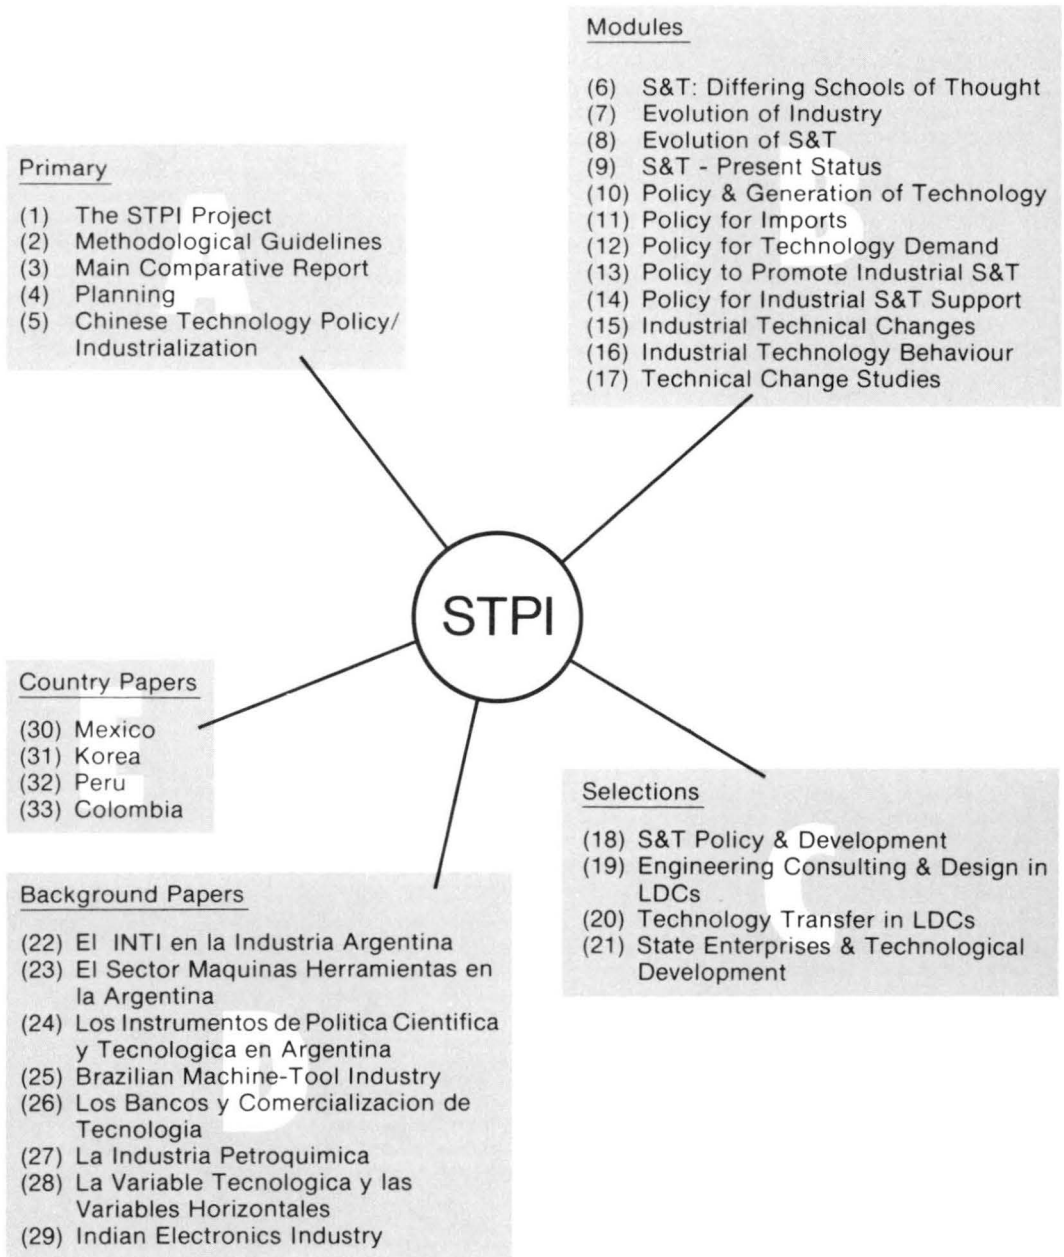 Primary
A
(1) The STPI Project
(2) Methodological Guidelines
(3) Main Comparative Report
(4) Planning
(5) Chinese Technology Policy/
Industrialization
Modules
B
(6) S&T: Differing Schools of Thought
(7) Evolution of Industry
(8) Evolution of S&T
(9) S&T - Present Status
(10) Policy & Generation of Technology
(11) Policy for Imports
(12) Policy for Technology Demand
(13) Policy to Promote Industrial S&T
(14) Policy for Industrial S&T Support
(15) Industrial Technical Changes
(16) Industrial Technology Behaviour
(17) Technical Change Studies
STPI
Country Papers
E
(30) Mexico
(31) Korea
(32) Peru
(33) Colombia
Selections
C
(18) S&T Policy & Development
(19) Engineering Consulting & Design in
LDCs
(20) Technology Transfer in LDCs
(21) State Enterprises & Technological
Development
Background Papers
D
(22) El INTI en la Industria Argentina
(23) El Sector Maquinas Herramientas en
la Argentina
(24) Los Instrumentos de Politica Cientifica
y Tecnologica en Argentina
(25) Brazilian Machine-Tool Industry
(26) Los Bancos y Comercializacion de
Tecnologia
(27) La Industria Petroquimica
(28) La Variable Tecnologica y las
Variables Horizontales
(29) Indian Electronics Industry